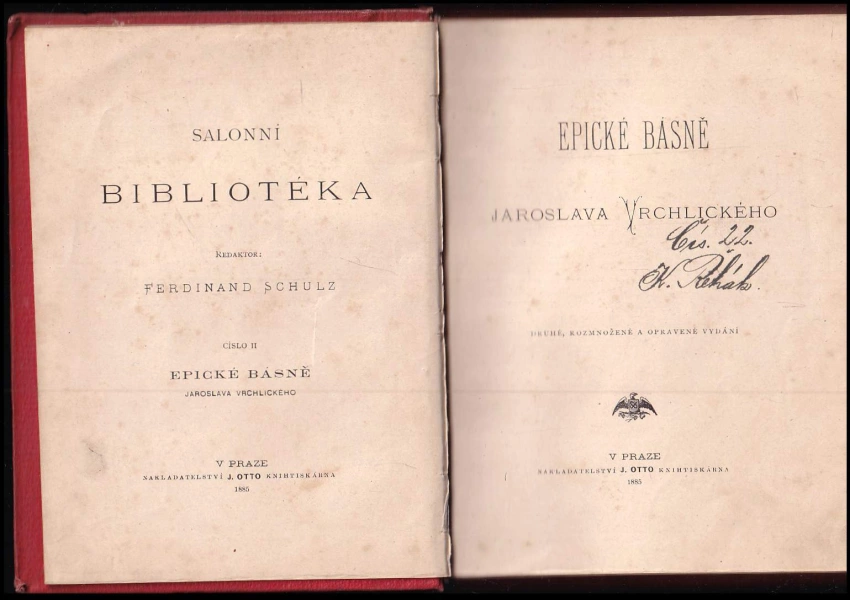 SALONNÍ
BIBLIOTÉKA
REDAKTOR:
FERDINAND SCHULZ
ČÍSLO II
EPICKÉ BÁSNĚ
JAROSLAVA VRCHLICKÉHO
V PRAZE
NAKLADATELSTVÍ J. OTTO KNIHTISKÁRNA
1885
EPICKÉ BÁSNĚ
JAROSLAVA VRCHLICKÉHO
Čís. 22.
K. Řehák.
DRUHÉ, ROZMNOŽENÉ A OPRAVENÉ VYDÁNÍ
V PRAZE
NAKLADATELSTVÍ J. OTTO KNIHTISKÁRNA
1885